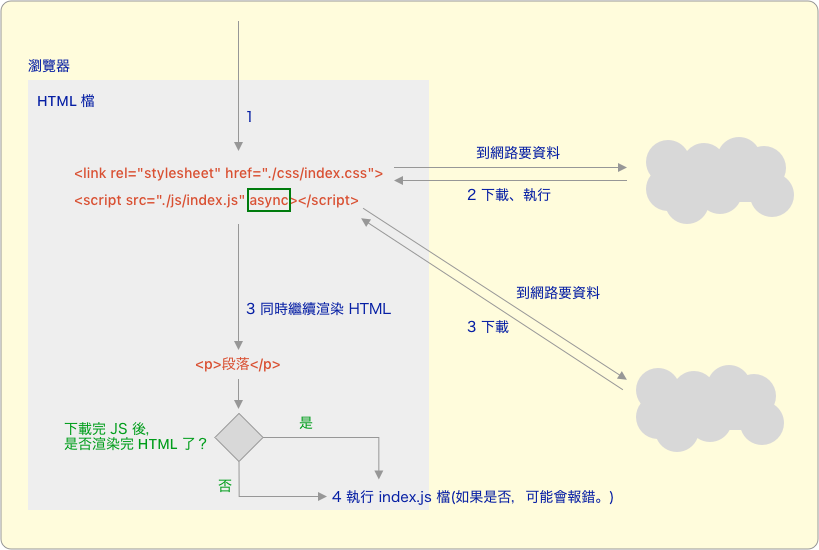 瀏覽器
HTML 檔
1
<link rel="stylesheet" href="./css/index.css">
到網路要資料
2 下載、執行
<script src="./js/index.js" async></script>
到網路要資料
3 同時繼續渲染 HTML
3 下載
<p>段落</p>
下載完 JS 後,
是否渲染完 HTML 了？
是
否
4 執行 index.js 檔(如果是否，可能會報錯。)